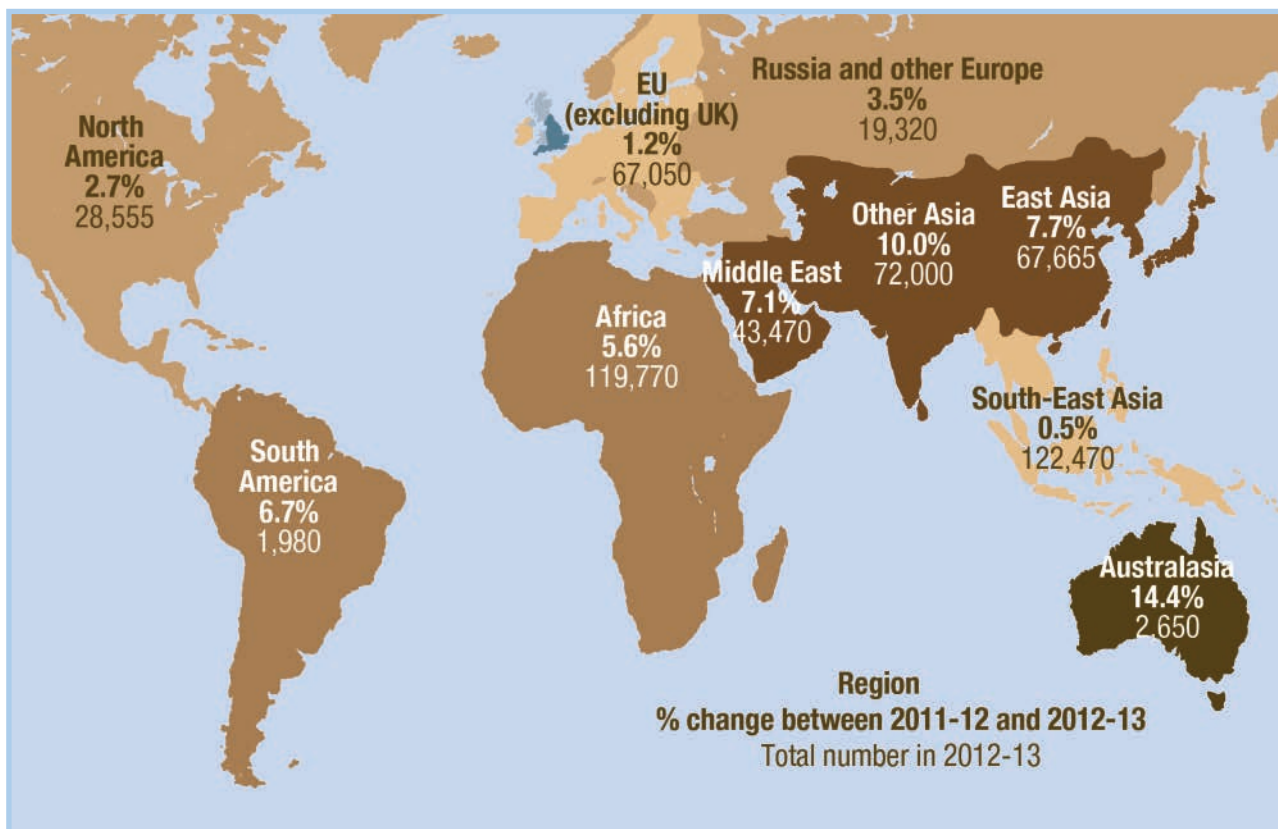 North
America
2.7%
28,555
EU
(excluding UK)
1.2%
67,050
Russia and other Europe
3.5%
19,320
Other Asia
10.0%
72,000
East Asia
7.7%
67,665
Middle East
7.1%
43,470
Africa
5.6%
119,770
South-East Asia
0.5%
122,470
South
America
6.7%
1,980
Australasia
14.4%
2,650
Region
% change between 2011-12 and 2012-13
Total number in 2012-13